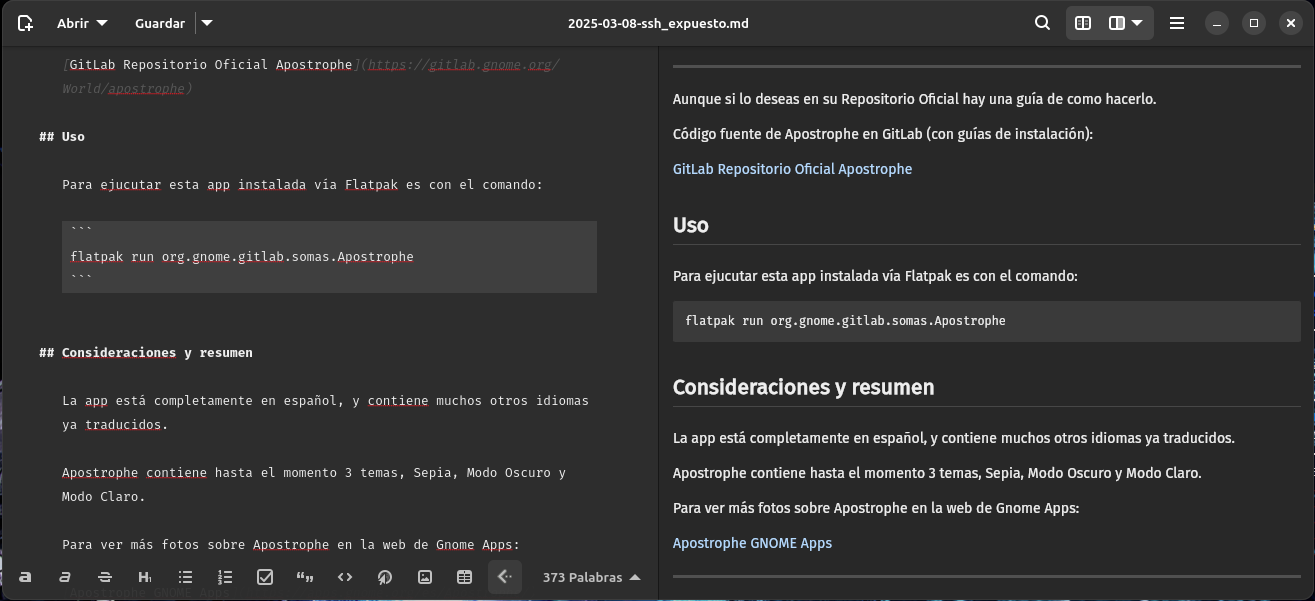 Abrir
Guardar
2025-03-08-ssh_expuesto.md
[GitLab Repositorio Oficial Apostrophe](https://gitlab.gnome.org/
World/apostrophe)
## Uso
Para ejucutar esta app instalada vía Flatpak es con el comando:
```
flatpak run org.gnome.gitlab.somas.Apostrophe
```
## Consideraciones y resumen
La app está completamente en español, y contiene muchos otros idiomas
ya traducidos.
Apostrophe contiene hasta el momento 3 temas, Sepia, Modo Oscuro y
Modo Claro.
Para ver más fotos sobre Apostrophe en la web de Gnome Apps:
Apostrophe GNOME Apps
373 Palabras
Aunque si lo deseas en su Repositorio Oficial hay una guía de como hacerlo.
Código fuente de Apostrophe en GitLab (con guías de instalación):
GitLab Repositorio Oficial Apostrophe
Uso
Para ejucutar esta app instalada vía Flatpak es con el comando:
flatpak run org.gnome.gitlab.somas.Apostrophe
Consideraciones y resumen
La app está completamente en español, y contiene muchos otros idiomas ya traducidos.
Apostrophe contiene hasta el momento 3 temas, Sepia, Modo Oscuro y Modo Claro.
Para ver más fotos sobre Apostrophe en la web de Gnome Apps:
Apostrophe GNOME Apps